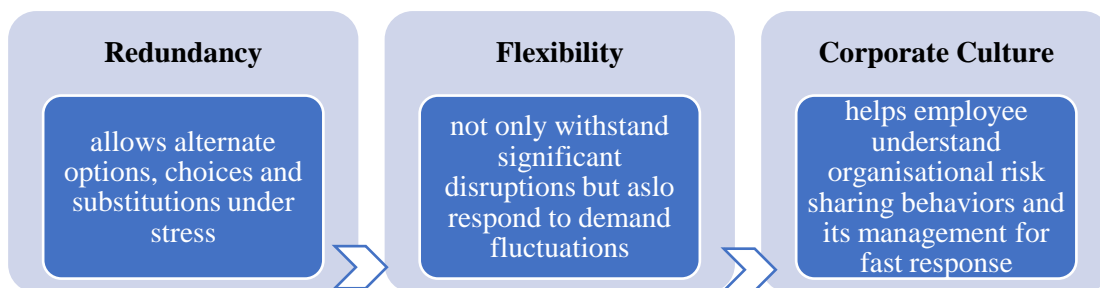 Redundancy
allows alternate
options, choices and
substitutions under
stress
Flexibility
not only withstand
significant
disruptions but aslo
respond to demand
fluctuations
Corporate Culture
helps employee
understand
organisational risk
sharing behaviors and
its management for
fast response